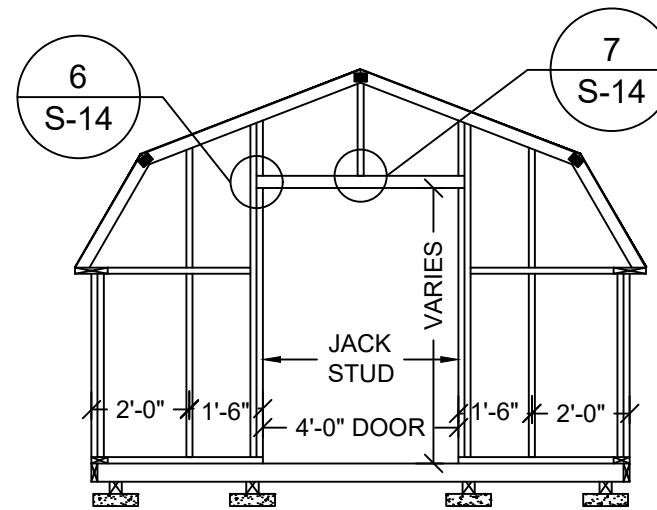 6
S-14
7
S-14
VARIES
JACK
STUD
2'-0"
1'-6"
4'-0" DOOR
1'-6"
2'-0"